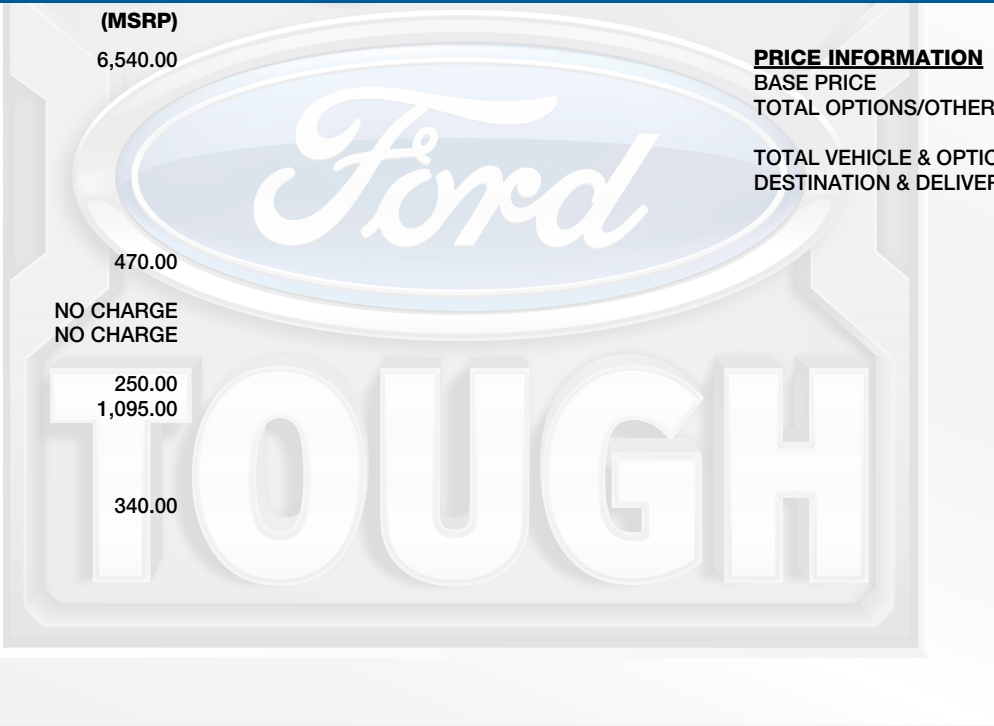 (MSRP)
6,540.00
470.00
NO CHARGE
NO CHARGE
250.00
1,095.00
340.00
PRICE INFORMATION
BASE PRICE
TOTAL OPTIONS/OTHER
TOTAL VEHICLE & OPTIO
DESTINATION & DELIVER
Ford
TOUGH